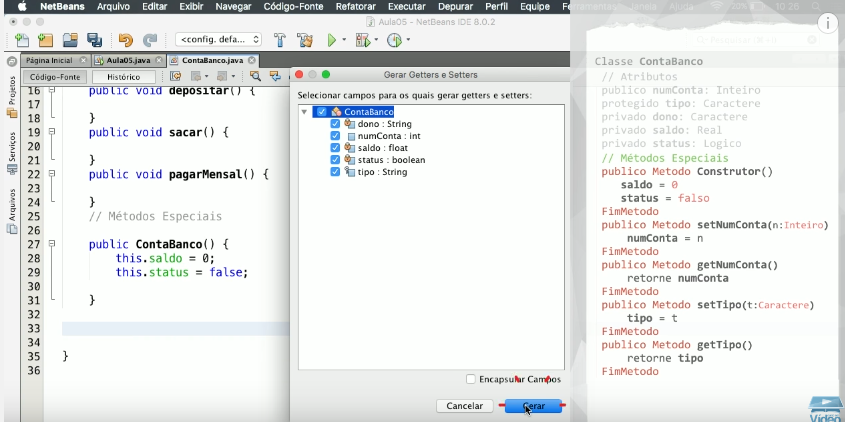 NetBeans Arquivo Editar Exibir Navegar Código-Fonte Refatorar Executar Depurar Perfil Equipe Ferramentas Janela Ajuda 10:26
Aula05 - NetBeans IDE 8.0.2
<config. defa...
Página Inicial Aula05.java ContaBanco.java
Código-Fonte Histórico
Projetos
Serviços
Arquivos
16 public void depositar() {
17
18 }
19 public void sacar() {
20
21 }
22 public void pagarMensal() {
23
24 }
25 // Métodos Especiais
26
27 public ContaBanco() {
28 this.saldo = 0;
29 this.status = false;
30
31 }
32
33
34
35 }
36
Gerar Getters e Setters
Selecionar campos para os quais gerar getters e setters:
ContaBanco
dono : String
numConta : int
saldo : float
status : boolean
tipo : String
Encapsular Campos
Cancelar Gerar
i
Classe ContaBanco
// Atributos
publico numConta: Inteiro
protegido tipo: Caractere
privado dono: Caractere
privado saldo: Real
privado status: Logico
// Métodos Especiais
publico Metodo Construtor()
saldo = 0
status = falso
FimMetodo
publico Metodo setNumConta(n:Inteiro)
numConta = n
FimMetodo
publico Metodo getNumConta()
retorne numConta
FimMetodo
publico Metodo setTipo(t:Caractere)
tipo = t
FimMetodo
publico Metodo getTipo()
retorne tipo
FimMetodo
Vídeo